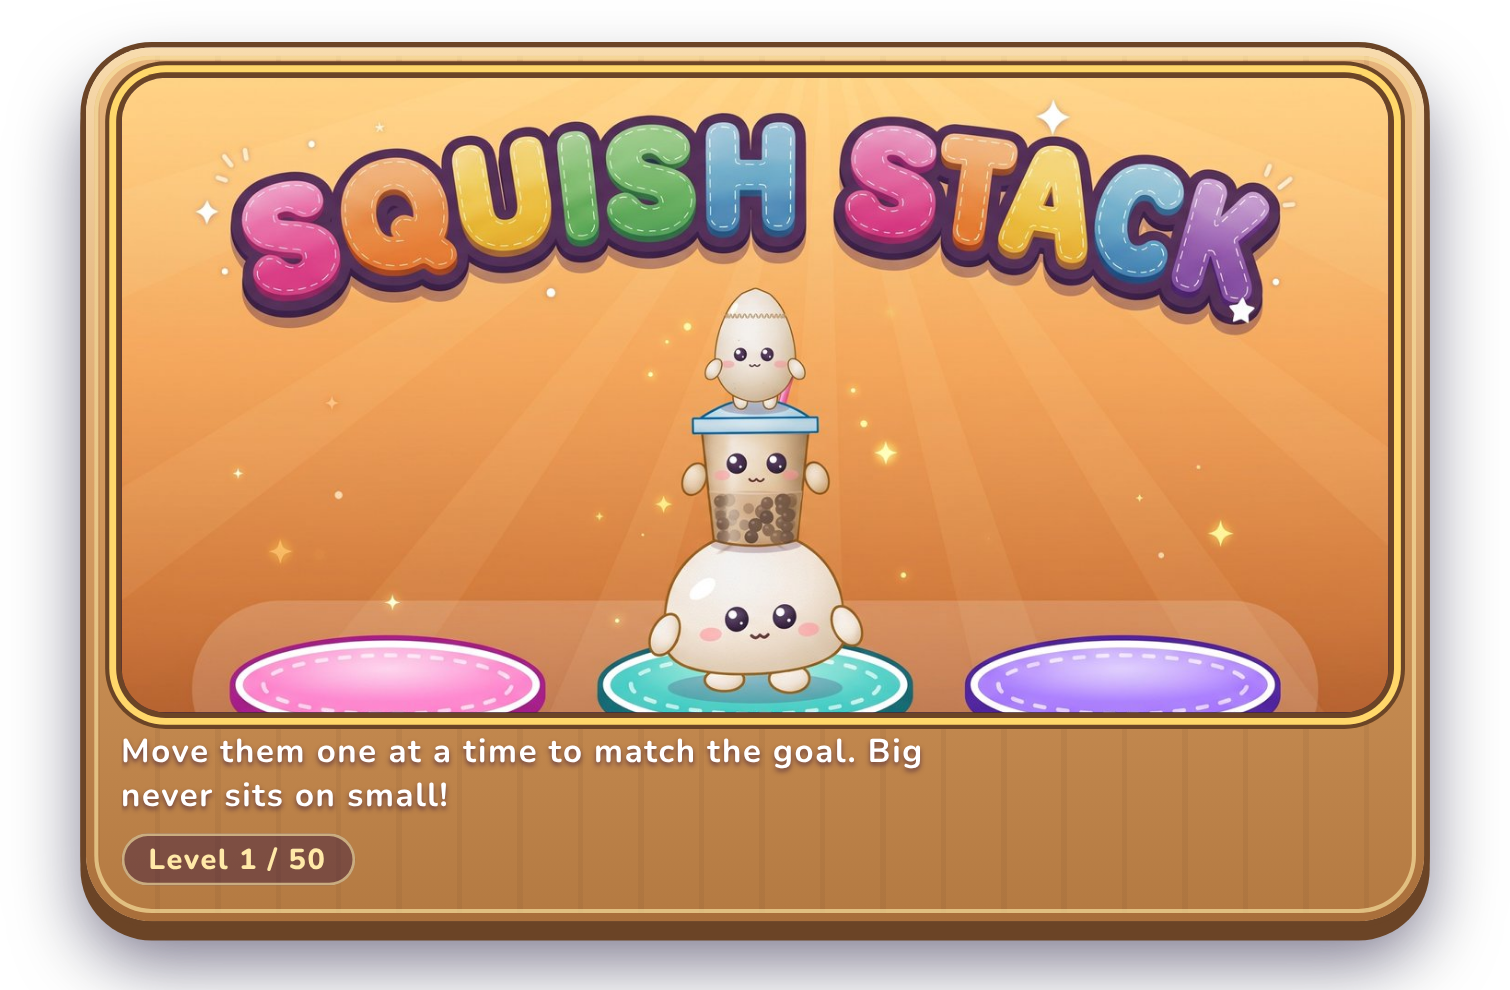 SQUISH STACK
Move them one at a time to match the goal. Big
never sits on small!
Level 1 / 50